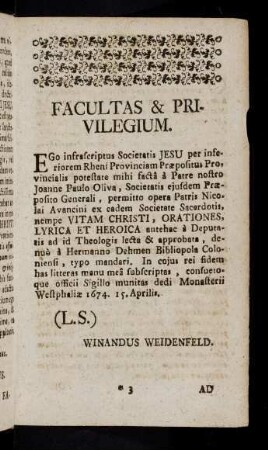 FACULTAS & PRI-
VILEGIUM.
EGo infrascriptus Societatis JESU per infe-
riorem Rheni Provinciam Præpositus Pro-
vincialis potestate mihi factâ à Patre nostro
Joanne Paulo Oliva, Societatis ejusdem Præ-
posito Generali, permitto opera Patris Nico-
lai Avancini ex eadem Societate Sacerdotis,
nempe VITAM CHRISTI, ORATIONES,
LYRICA ET HEROICA antehac à Deputa-
tis ad id Theologis lecta & approbata, de-
nuò à Hermanno Dehmen Bibliopola Colo-
niensi, typo mandari. In cujus rei fidem
has litteras manu meâ subscriptas, consueto-
que officii Sigillo munitas dedi Monasterii
Westphaliæ 1674. 15. Aprilis.
(L.S.)
WINANDUS WEIDENFELD.
* 3 AD